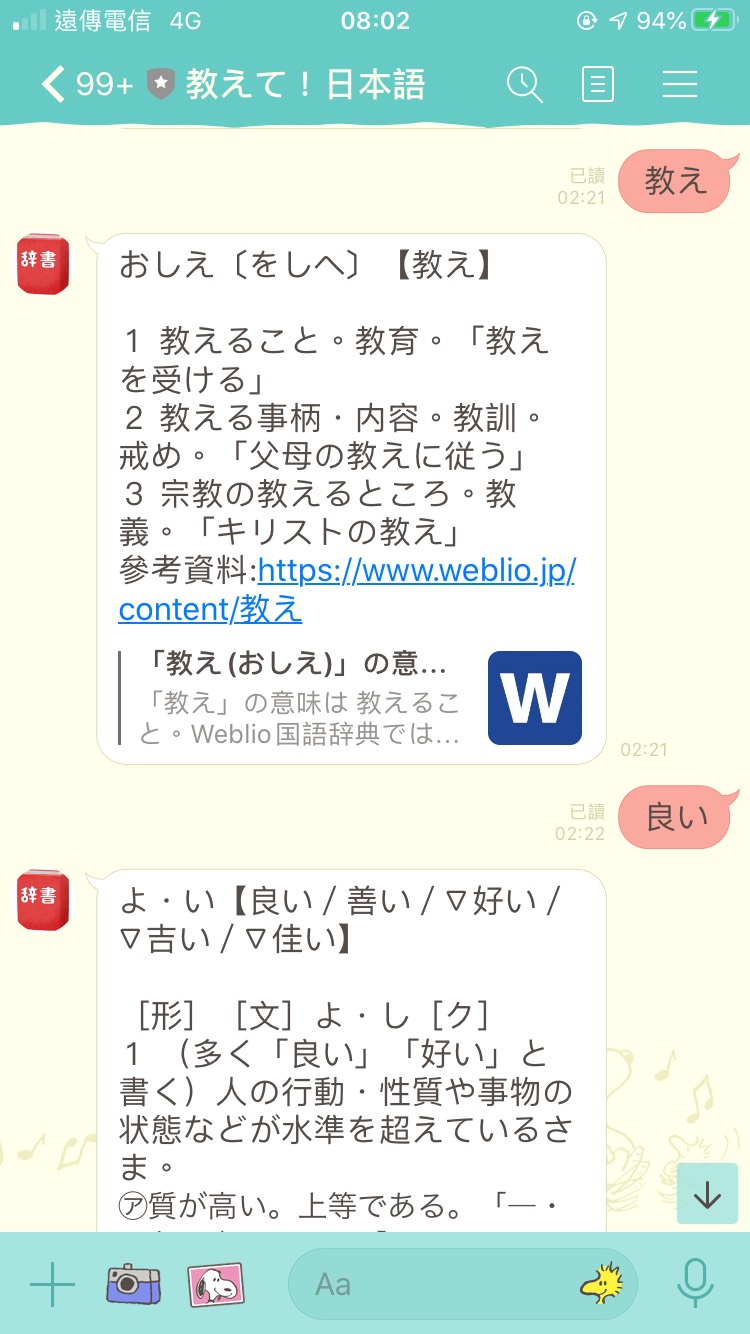 遠傳電信 4G 08:02 94%
99+ 教えて！日本語
教え
已讀
02:21
辞書
おしえ〔をしへ〕【教え】
１ 教えること。教育。「教え
を受ける」
２ 教える事柄・内容。教訓。
戒め。「父母の教えに従う」
３ 宗教の教えるところ。教
義。「キリストの教え」
參考資料:https://www.weblio.jp/
content/教え
「教え(おしえ)」の意...
「教え」の意味は 教えるこ
と。Weblio国語辞典では...
W
02:21
良い
已讀
02:22
辞書
よ・い【良い / 善い / ▽好い /
▽吉い / ▽佳い】
［形］［文］よ・し［ク］
１ （多く「良い」「好い」と
書く）人の行動・性質や事物の
状態などが水準を超えているさ
ま。
㋐質が高い。上等である。「―・
Aa